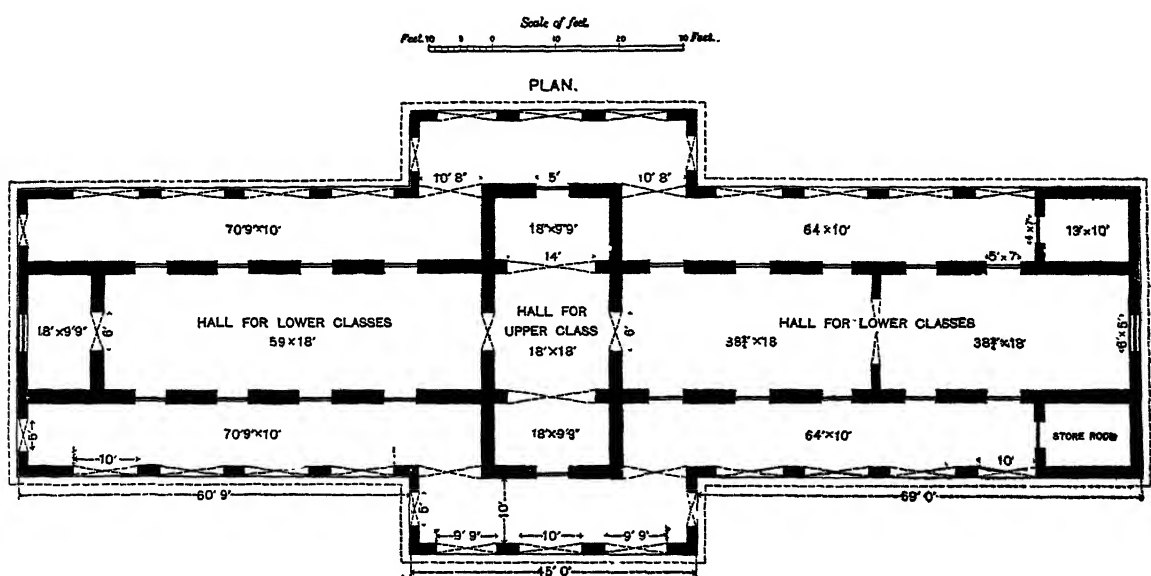 Scale of feet.
Feet. 10 5 0 10 20 30 Feet.
PLAN.
10' 8" 5' 10' 8"
70'9"×10' 18'×9'9" 64×10' 4×7' 13'×10'
14' 5'×7'
18'×9'9" 6' HALL FOR LOWER CLASSES
59×18'
HALL FOR
UPPER CLASS
18'×18'
6' HALL FOR LOWER CLASSES
38¾'×18 38¾'×18' 6'×5'
5' 70'9"×10' 18'×9'9" 64'×10' STORE ROOM
10' 10'
60' 9" 69' 0"
5' 10'
9' 9" 10' 9' 9"
45' 0"